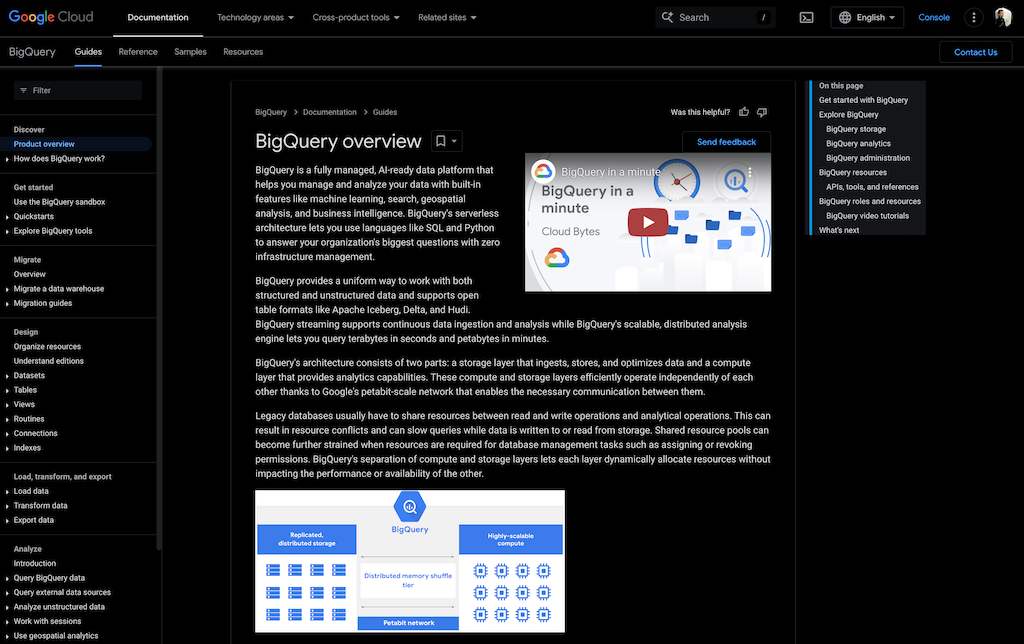 Google Cloud
Documentation
Technology areas
Cross-product tools
Related sites
Search
/
English
Console
BigQuery
Guides
Reference
Samples
Resources
Contact Us
Filter
Discover
Product overview
How does BigQuery work?
Get started
Use the BigQuery sandbox
Quickstarts
Explore BigQuery tools
Migrate
Overview
Migrate a data warehouse
Migration guides
Design
Organize resources
Understand editions
Datasets
Tables
Views
Routines
Connections
Indexes
Load, transform, and export
Load data
Transform data
Export data
Analyze
Introduction
Query BigQuery data
Query external data sources
Analyze unstructured data
Work with sessions
Use geospatial analytics
BigQuery
Documentation
Guides
Was this helpful?
BigQuery overview
Send feedback
BigQuery is a fully managed, AI-ready data platform that
helps you manage and analyze your data with built-in
features like machine learning, search, geospatial
analysis, and business intelligence. BigQuery's serverless
architecture lets you use languages like SQL and Python
to answer your organization's biggest questions with zero
infrastructure management.
BigQuery in a minute
BigQuery in a
minute
Cloud Bytes
BigQuery provides a uniform way to work with both
structured and unstructured data and supports open
table formats like Apache Iceberg, Delta, and Hudi.
BigQuery streaming supports continuous data ingestion and analysis while BigQuery's scalable, distributed analysis
engine lets you query terabytes in seconds and petabytes in minutes.
BigQuery's architecture consists of two parts: a storage layer that ingests, stores, and optimizes data and a compute
layer that provides analytics capabilities. These compute and storage layers efficiently operate independently of each
other thanks to Google's petabit-scale network that enables the necessary communication between them.
Legacy databases usually have to share resources between read and write operations and analytical operations. This can
result in resource conflicts and can slow queries while data is written to or read from storage. Shared resource pools can
become further strained when resources are required for database management tasks such as assigning or revoking
permissions. BigQuery's separation of compute and storage layers lets each layer dynamically allocate resources without
impacting the performance or availability of the other.
BigQuery
Replicated,
distributed storage
Highly-scalable
compute
Distributed memory shuffle
tier
Petabit network
On this page
Get started with BigQuery
Explore BigQuery
BigQuery storage
BigQuery analytics
BigQuery administration
BigQuery resources
APIs, tools, and references
BigQuery roles and resources
BigQuery video tutorials
What's next